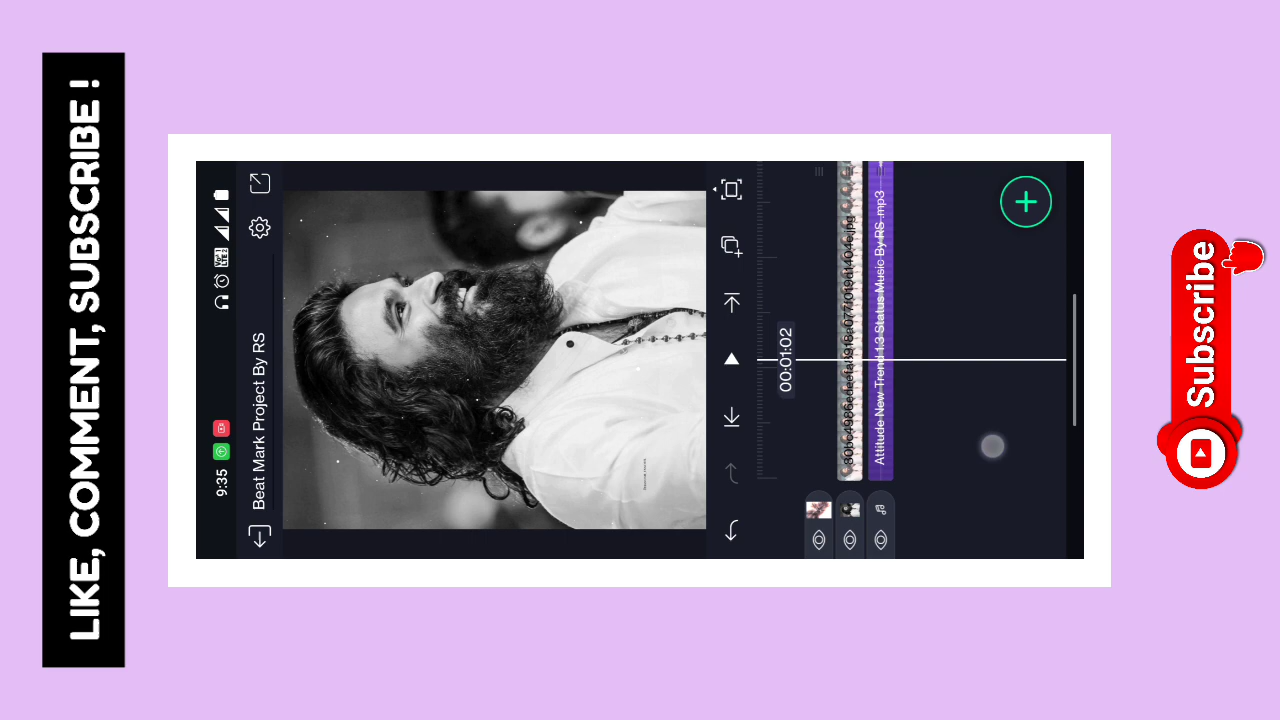 LIKE, COMMENT, SUBSCRIBE !
9:35
Beat Mark Project By RS
00:01:02
Attitude New Trend 1.3 Status Music By RS .mp3
Subscribe